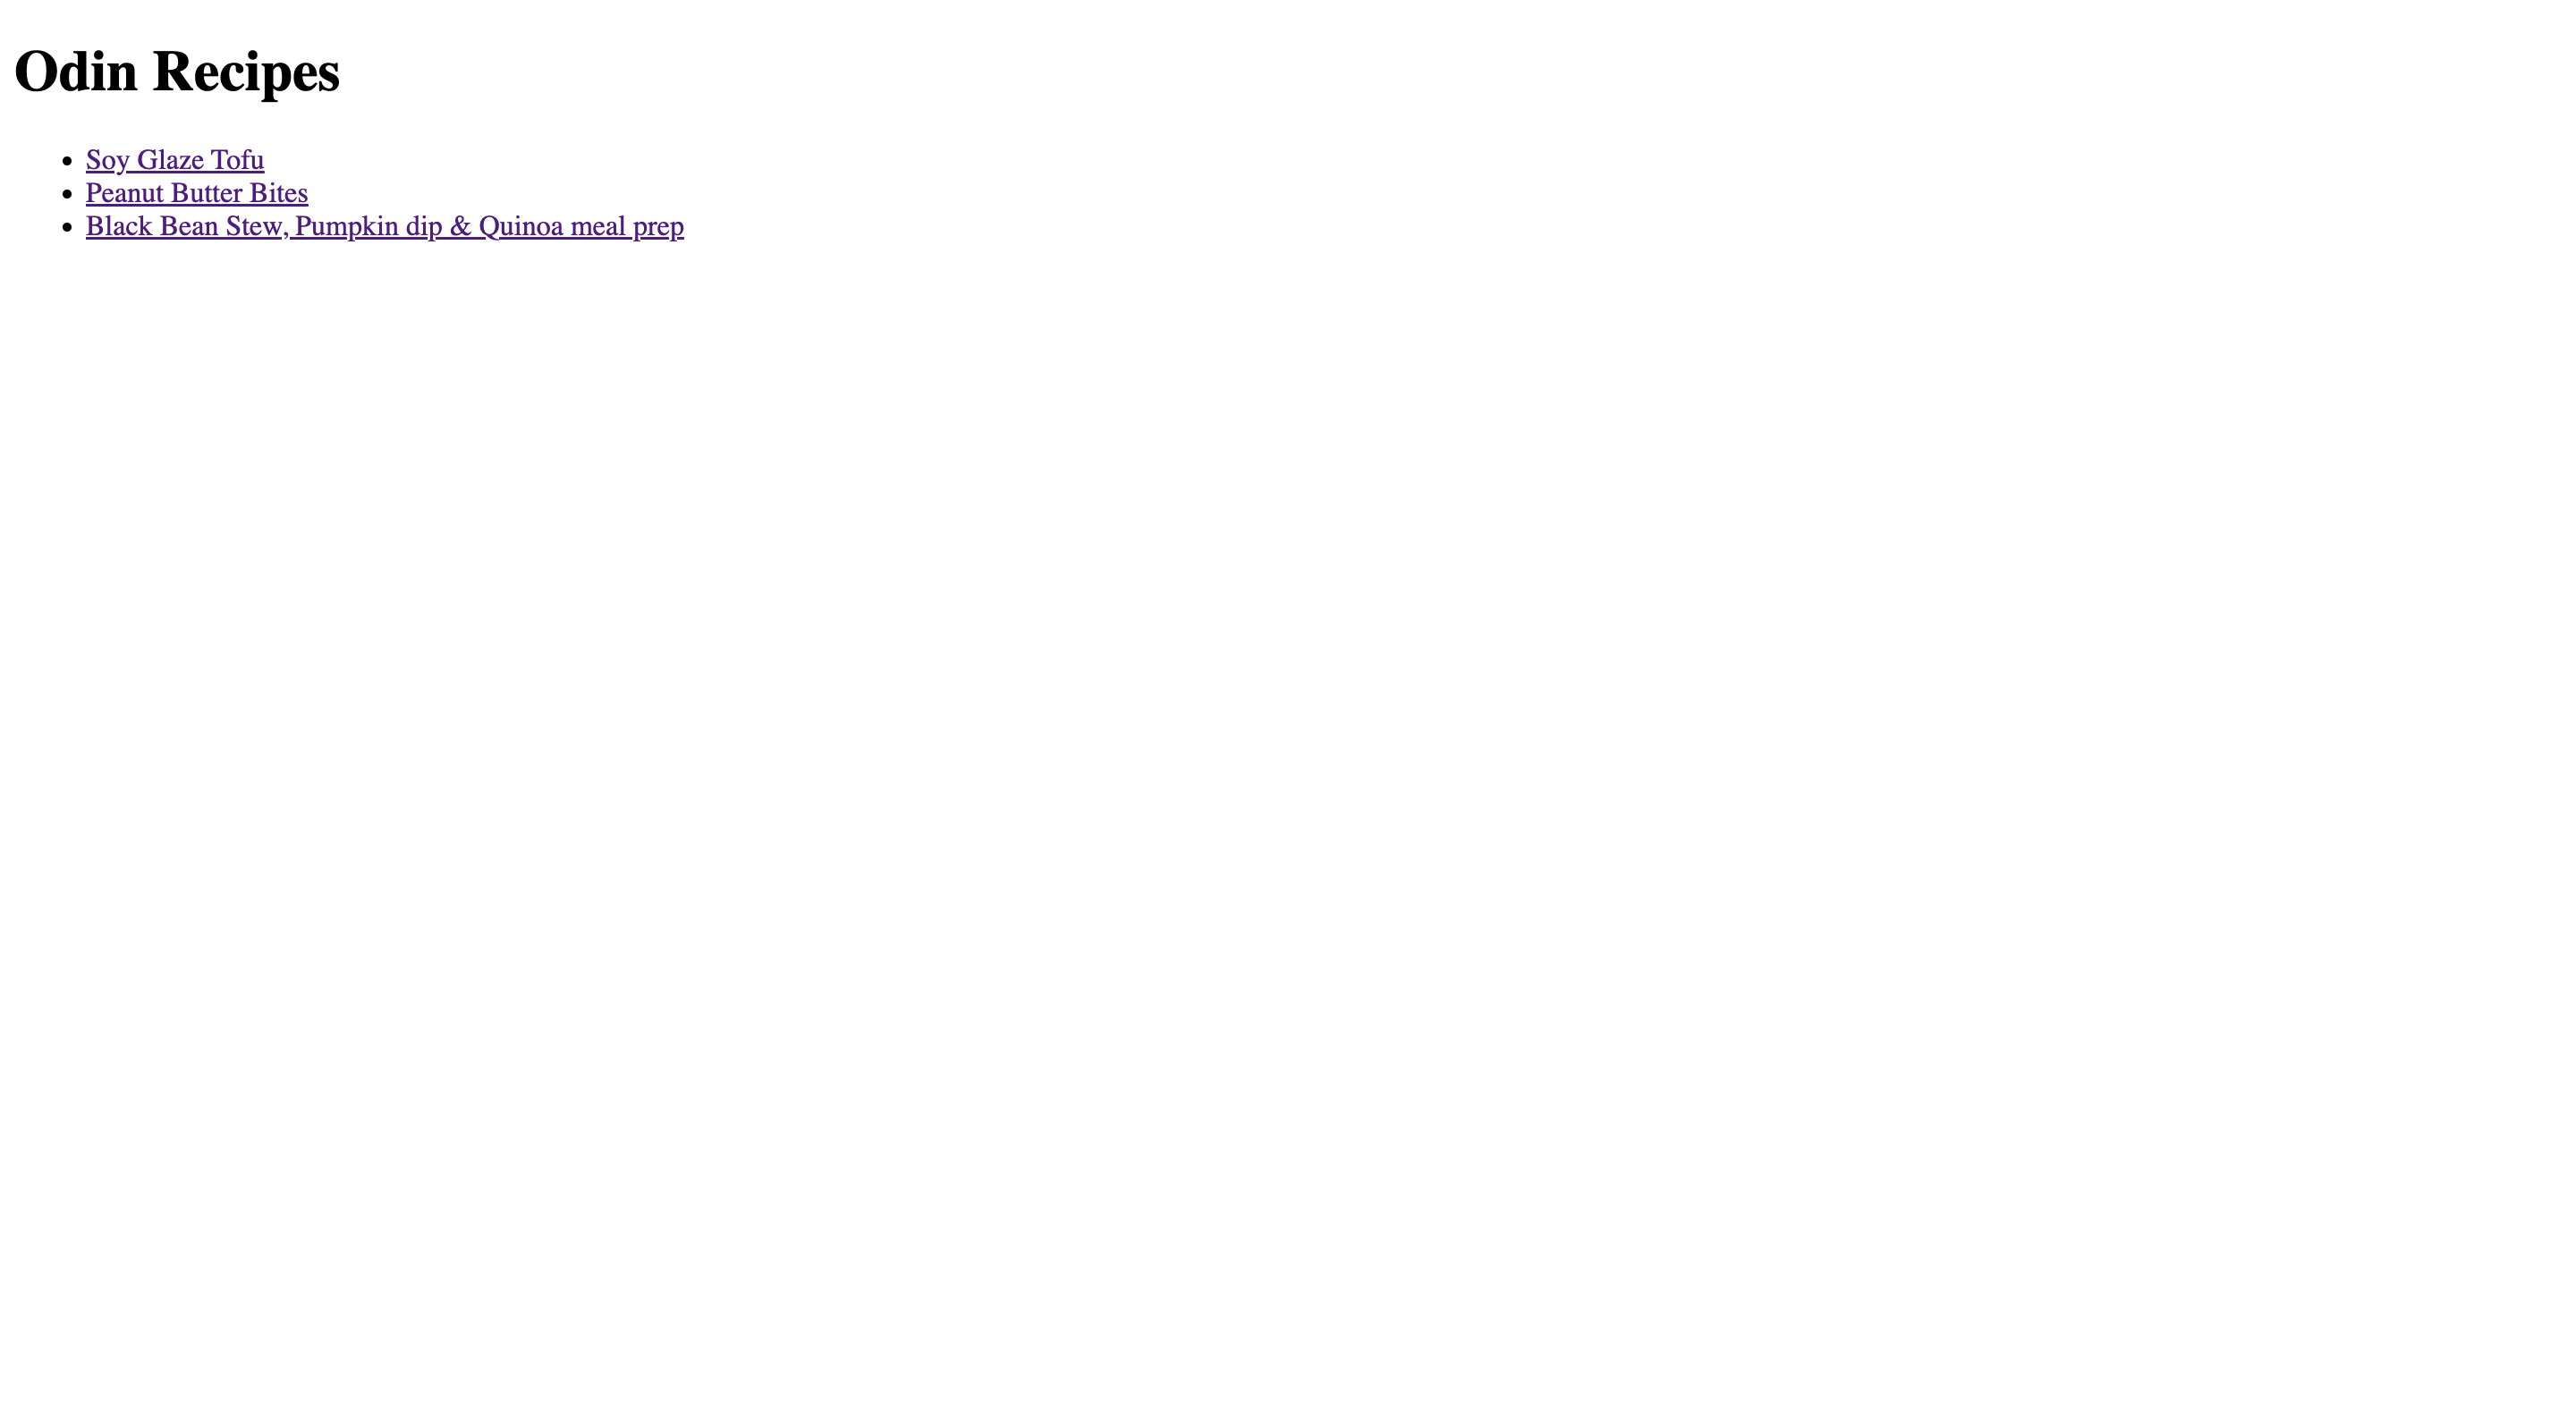 Odin Recipes
Soy Glaze Tofu
Peanut Butter Bites
Black Bean Stew, Pumpkin dip & Quinoa meal prep